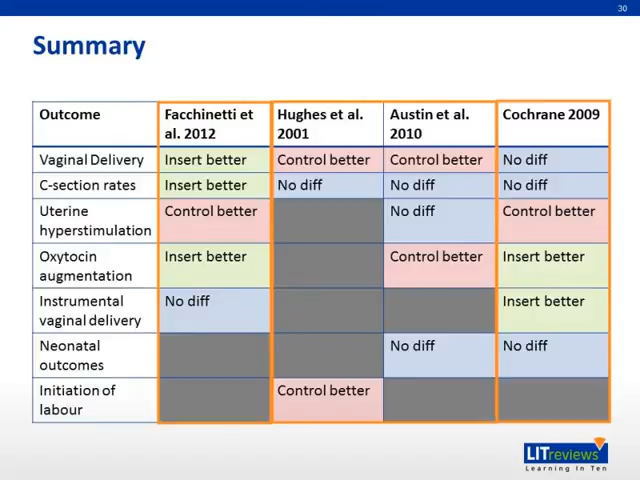 30
Summary
Outcome
Facchinetti et
al. 2012
Hughes et al.
2001
Austin et al.
2010
Cochrane 2009
Vaginal Delivery
Insert better
Control better
Control better
No diff
C-section rates
Insert better
No diff
No diff
No diff
Uterine
hyperstimulation
Control better
No diff
Control better
Oxytocin
augmentation
Insert better
Control better
Insert better
Instrumental
vaginal delivery
No diff
Insert better
Neonatal
outcomes
No diff
No diff
Initiation of
labour
Control better
LITreviews
Learning In Ten